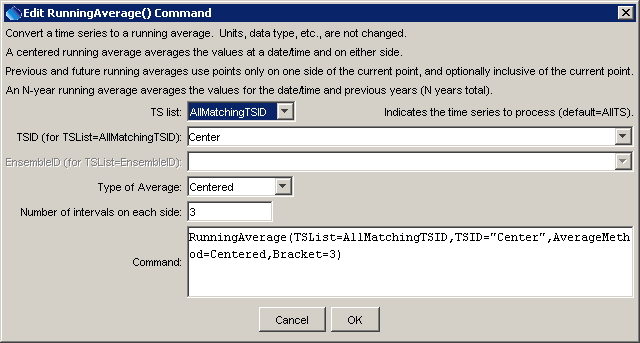 Edit RunningAverage() Command
Convert a time series to a running average.  Units, data type, etc., are not changed.
A centered running average averages the values at a date/time and on either side.
Previous and future running averages use points only on one side of the current point, and optionally inclusive of the current point.
An N-year running average averages the values for the date/time and previous years (N years total).
TS list: AllMatchingTSID Indicates the time series to process (default=AllTS).
TSID (for TSList=AllMatchingTSID): Center
EnsembleID (for TSList=EnsembleID):
Type of Average: Centered
Number of intervals on each side: 3
RunningAverage(TSList=AllMatchingTSID,TSID="Center",AverageMeth
od=Centered,Bracket=3)
Command:
Cancel OK